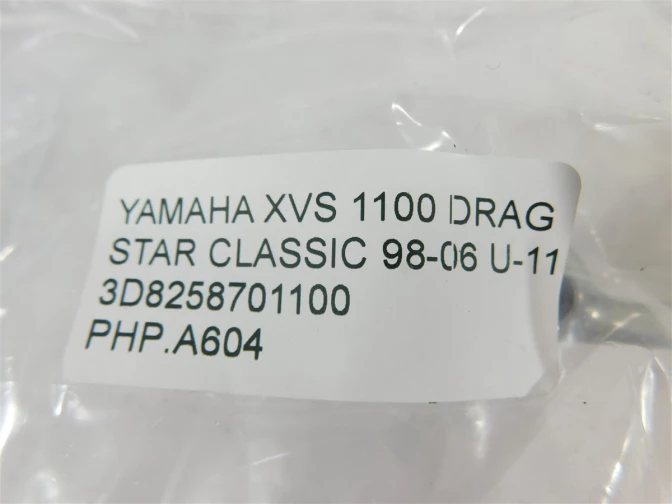 YAMAHA XVS 1100 DRAG
STAR CLASSIC 98-06 U-11
3D8258701100
PHP.A604